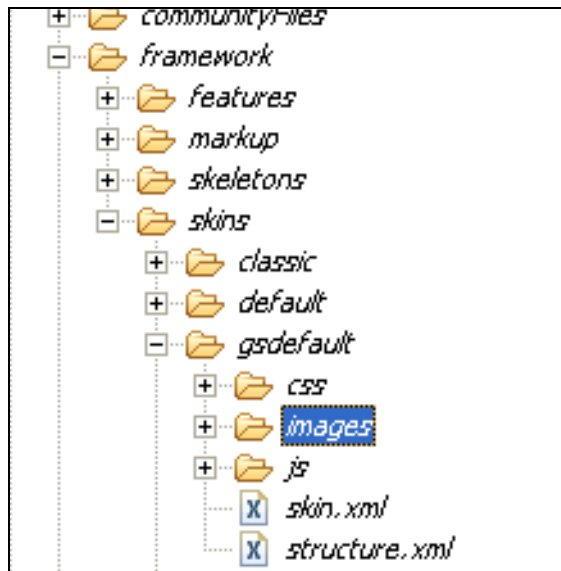 communityFiles
framework
features
markup
skeletons
skins
classic
default
gsdefault
css
images
js
skin.xml
structure.xml